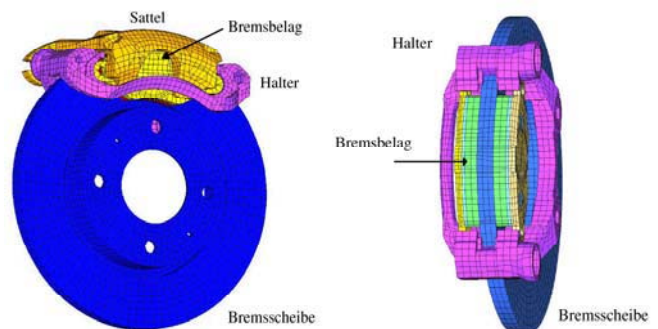 Sattel
Bremsbelag
Halter
Bremsscheibe
Halter
Bremsbelag
Bremsscheibe